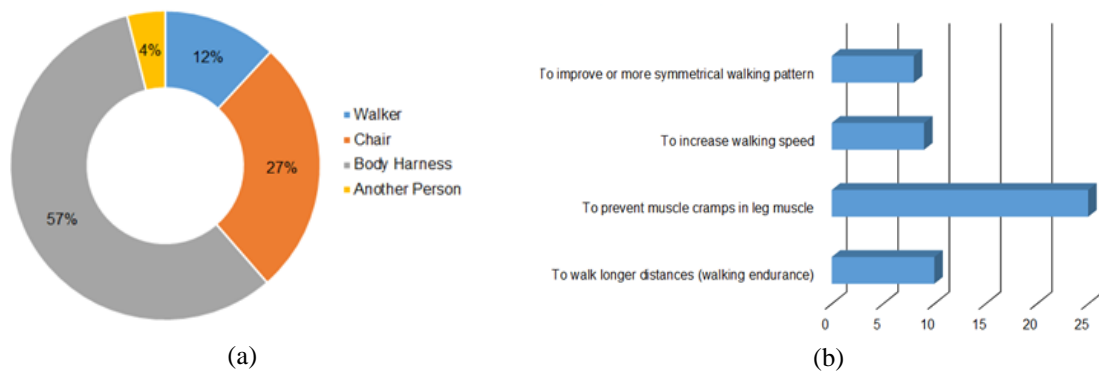 4%
12%
27%
57%
Walker
Chair
Body Harness
Another Person
(a)
To improve or more symmetrical walking pattern
To increase walking speed
To prevent muscle cramps in leg muscle
To walk longer distances (walking endurance)
0 5 10 15 20 25
(b)